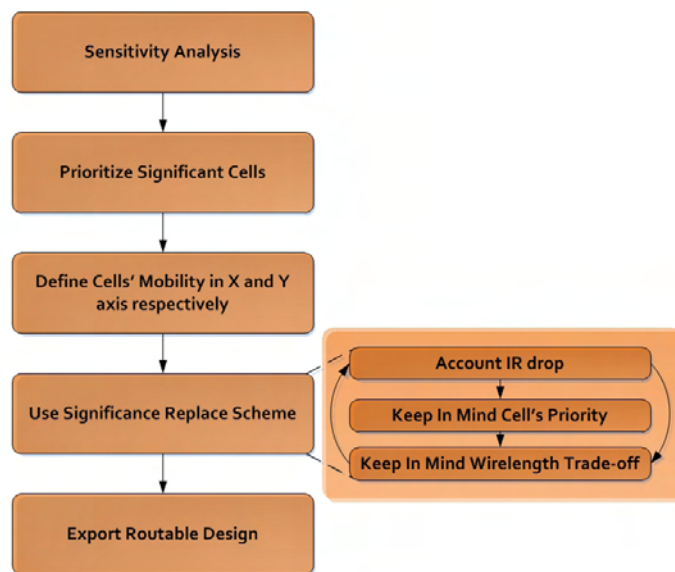 Sensitivity Analysis
Prioritize Significant Cells
Define Cells' Mobility in X and Y
axis respectively
Use Significance Replace Scheme
Account IR drop
Keep In Mind Cell's Priority
Keep In Mind Wirelength Trade-off
Export Routable Design